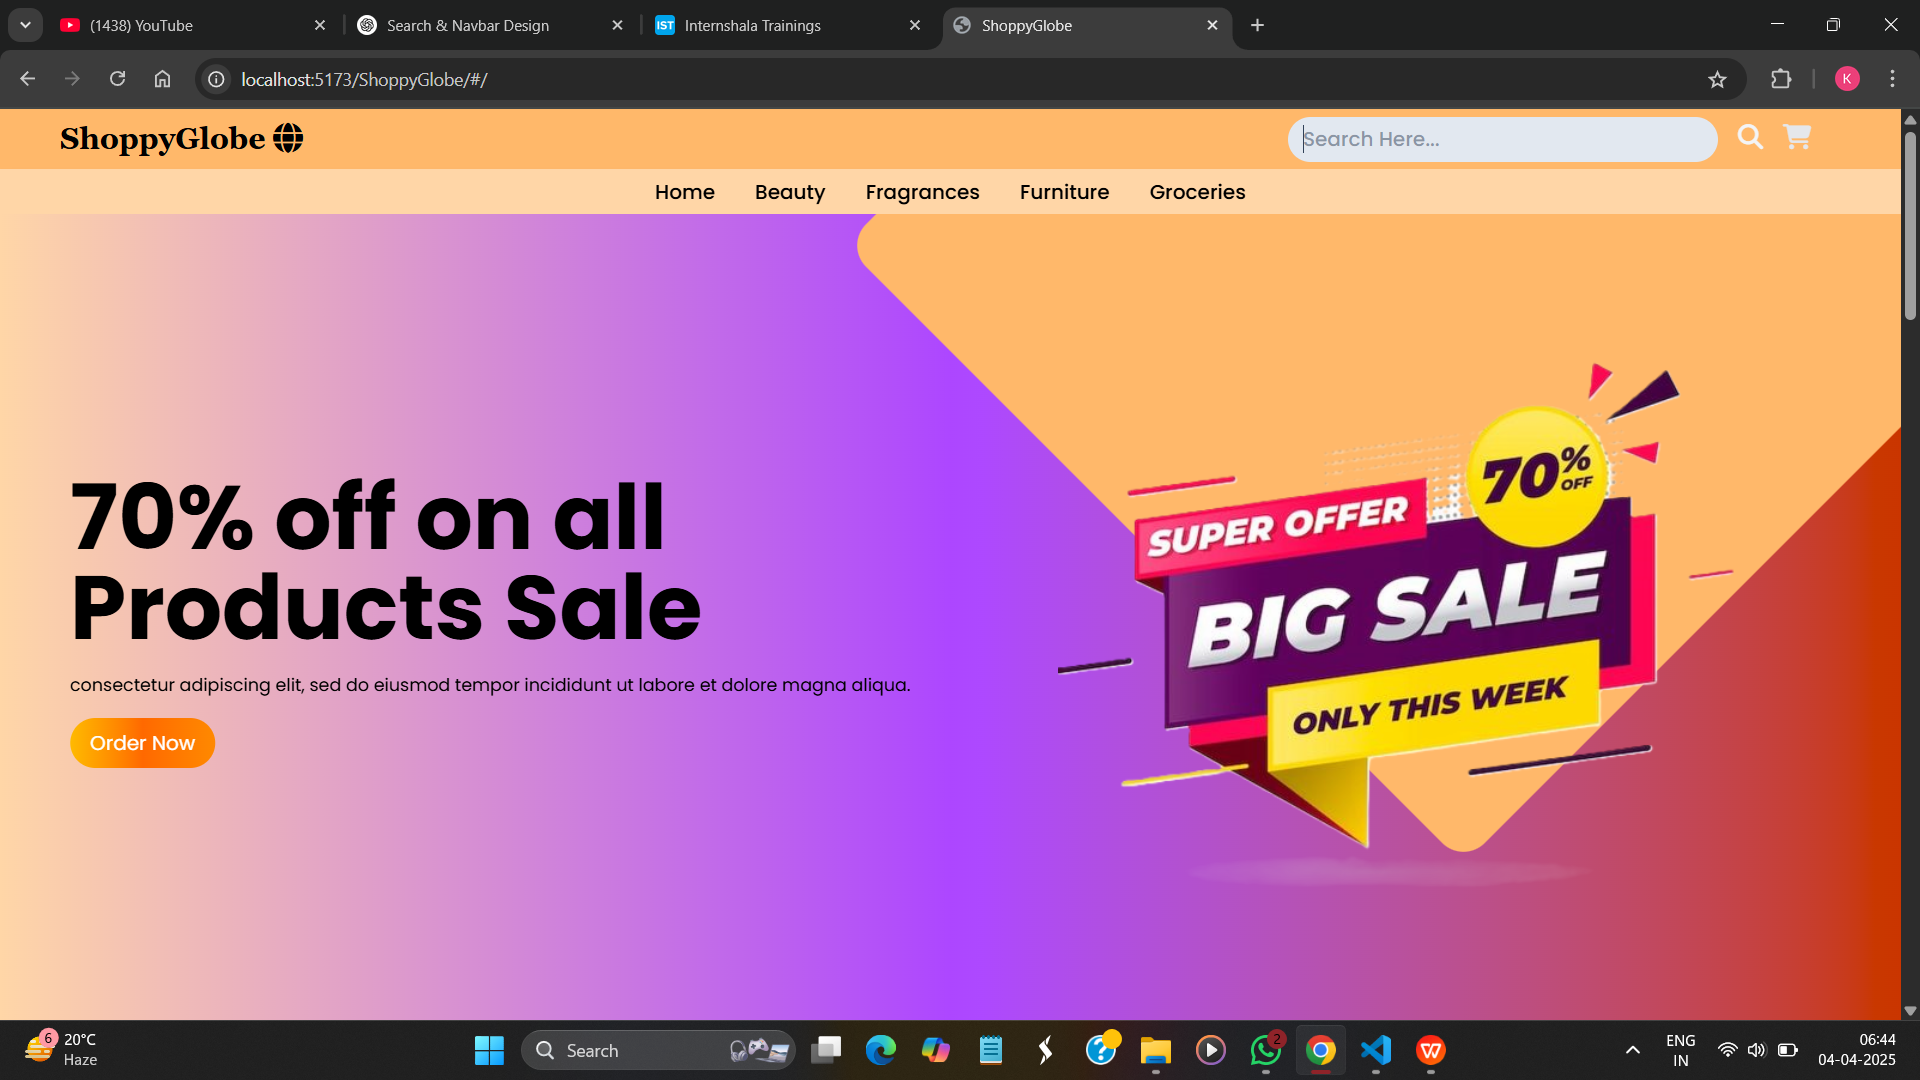 (1438) YouTube
Search & Navbar Design
IST Internshala Trainings
ShoppyGlobe
localhost:5173/ShoppyGlobe/#/
K
ShoppyGlobe
Search Here...
Home Beauty Fragrances Furniture Groceries
70% off on all
Products Sale
consectetur adipiscing elit, sed do eiusmod tempor incididunt ut labore et dolore magna aliqua.
Order Now
70%
OFF
SUPER OFFER
BIG SALE
ONLY THIS WEEK
6
20°C
Haze
Search
2
ENG
IN
06:44
04-04-2025